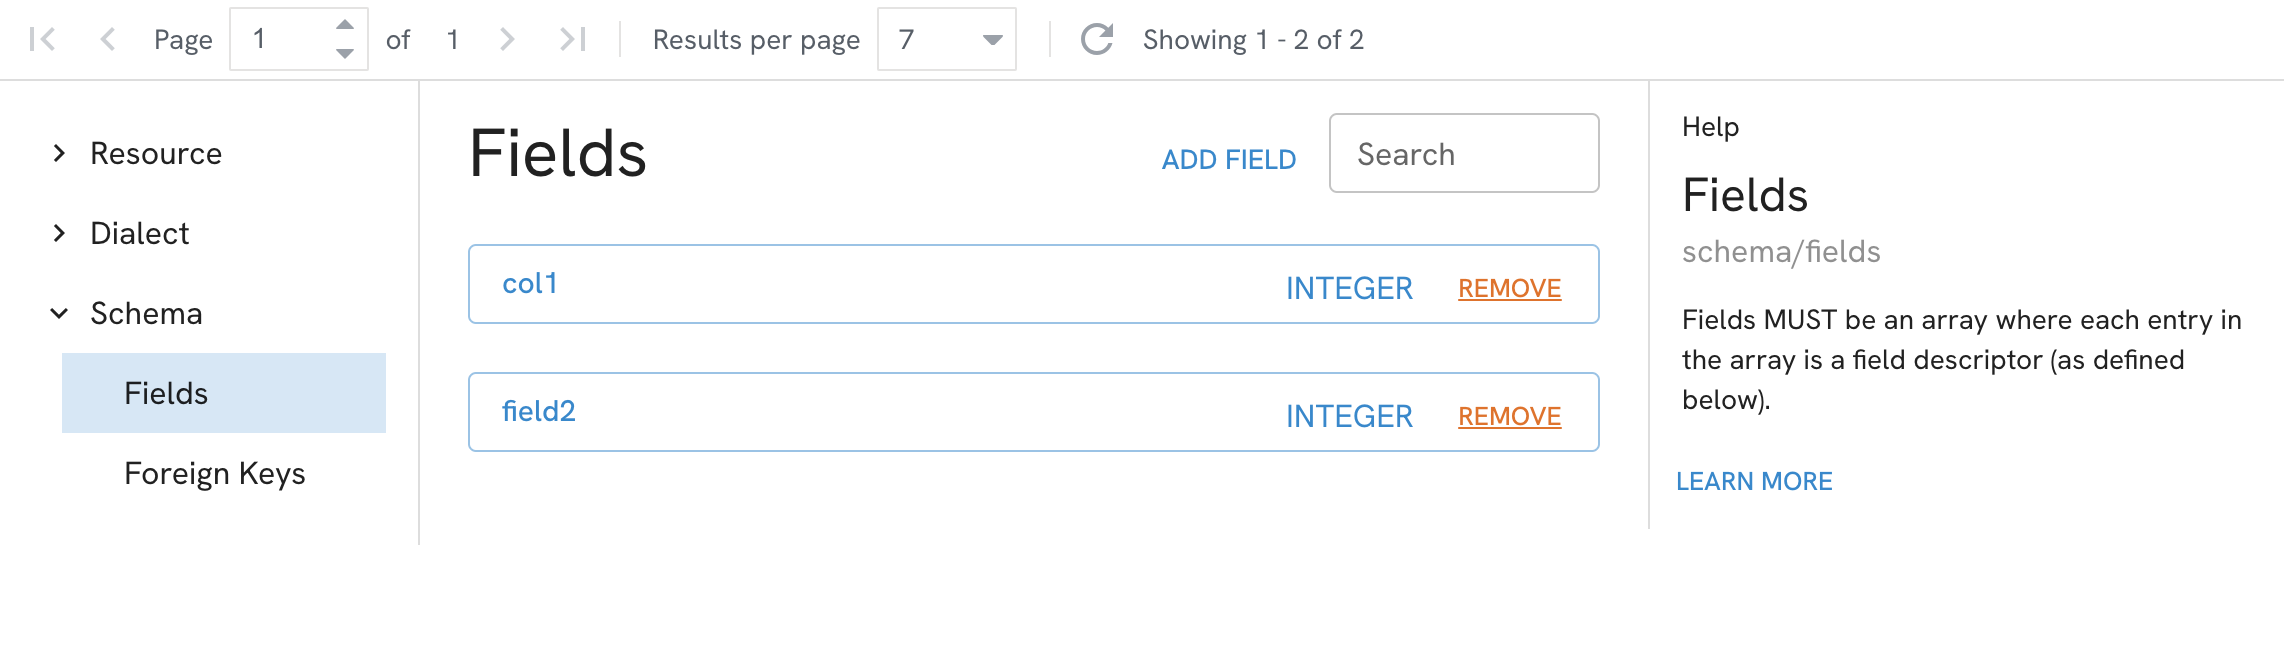 Page 1 of 1 Results per page 7 Showing 1 - 2 of 2
Resource
Dialect
Schema
Fields
Foreign Keys
Fields
ADD FIELD Search
col1 INTEGER REMOVE
field2 INTEGER REMOVE
Help
Fields
schema/fields
Fields MUST be an array where each entry in
the array is a field descriptor (as defined
below).
LEARN MORE